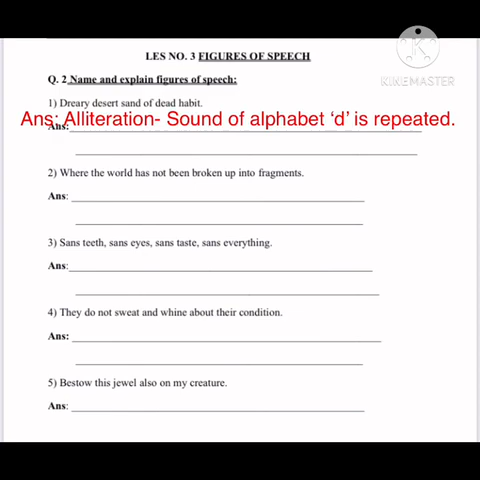 KINEMASTER
LES NO. 3 FIGURES OF SPEECH
Q. 2 Name and explain figures of speech:
1) Dreary desert sand of dead habit.
Ans: Alliteration- Sound of alphabet ‘d’ is repeated.
Ans:
2) Where the world has not been broken up into fragments.
Ans:
3) Sans teeth, sans eyes, sans taste, sans everything.
Ans:
4) They do not sweat and whine about their condition.
Ans:
5) Bestow this jewel also on my creature.
Ans: